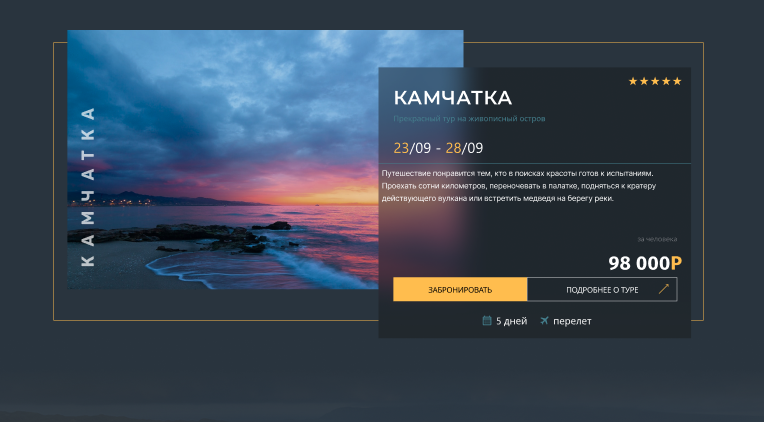 КАМЧАТКА
КАМЧАТКА
Прекрасный тур на живописный остров
23/09 - 28/09
Путешествие понравится тем, кто в поисках красоты готов к испытаниям.
Проехать сотни километров, переночевать в палатке, подняться к кратеру
действующего вулкана или встретить медведя на берегу реки.
за человека
98 000Р
ЗАБРОНИРОВАТЬ
ПОДРОБНЕЕ О ТУРЕ
5 дней перелет